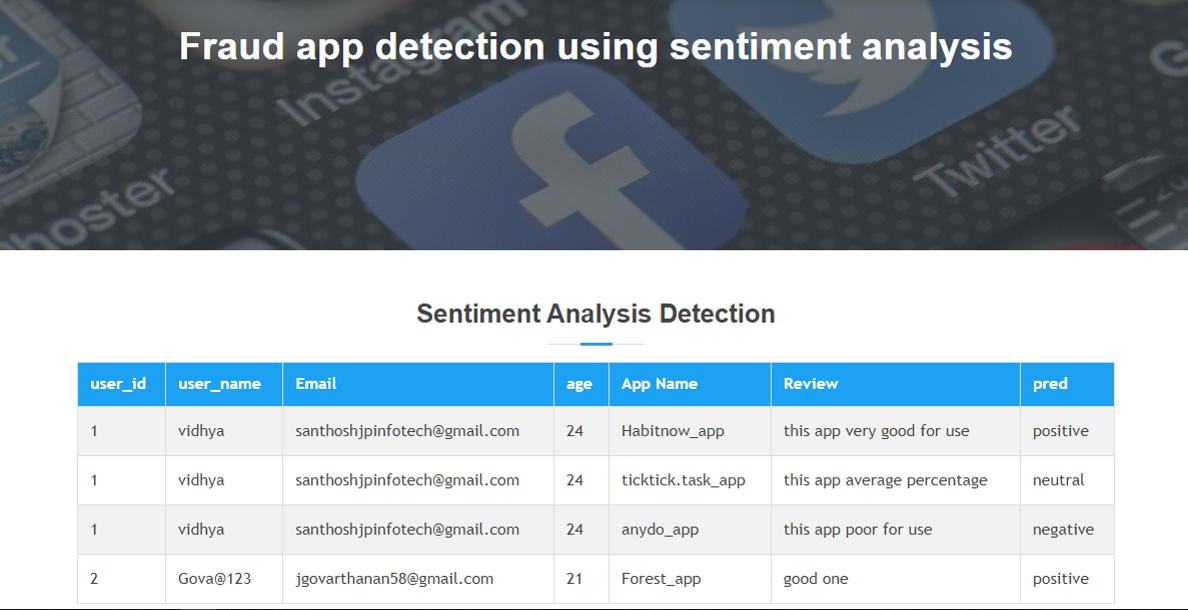 Fraud app detection using sentiment analysis
Instagram
Twitter
hoster
Sentiment Analysis Detection
user_id user_name Email age App Name Review pred
1 vidhya santhoshjpinfotech@gmail.com 24 Habitnow_app this app very good for use positive
1 vidhya santhoshjpinfotech@gmail.com 24 ticktick.task_app this app average percentage neutral
1 vidhya santhoshjpinfotech@gmail.com 24 anydo_app this app poor for use negative
2 Gova@123 jgovarthanan58@gmail.com 21 Forest_app good one positive